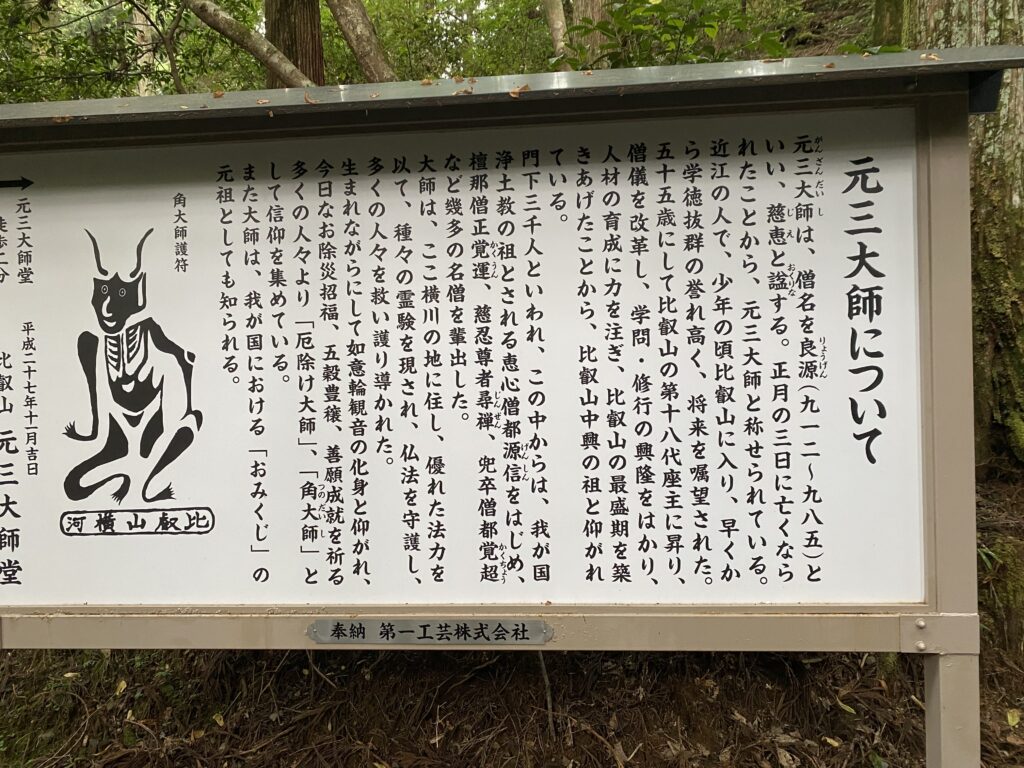 元三大師について
元三大師は、僧名を良源（九一二～九八五）と
いい、慈恵と諡する。正月の三日に亡くなら
れたことから、元三大師と称せられている。
近江の人で、少年の頃比叡山に入り、早くか
ら学徳抜群の誉れ高く、将来を嘱望された。
五十五歳にして比叡山の第十八代座主に昇り、
僧儀を改革し、学問・修行の興隆をはかり、
人材の育成に力を注ぎ、比叡山の最盛期を築
きあげたことから、比叡山中興の祖と仰がれ
ている。
門下三千人といわれ、この中からは、我が国
浄土教の祖とされる恵心僧都源信をはじめ、
檀那僧正覚運、慈忍尊者尋禅、兜卒僧都覚超
など幾多の名僧を輩出した。
大師は、ここ横川の地に住し、優れた法力を
以て、種々の霊験を現され、仏法を守護し、
多くの人々を救い護り導かれた。
生まれながらにして如意輪観音の化身と仰がれ、
今日なお除災招福、五穀豊穣、善願成就を祈る
多くの人々より「厄除け大師」、「角大師」と
して信仰を集めている。
また大師は、我が国における「おみくじ」の
元祖としても知られる。
角大師護符
河横山叡比
元三大師堂
徒歩二分
平成二十七年十一月吉日
比叡山 元三大師堂
奉納 第一工芸株式会社